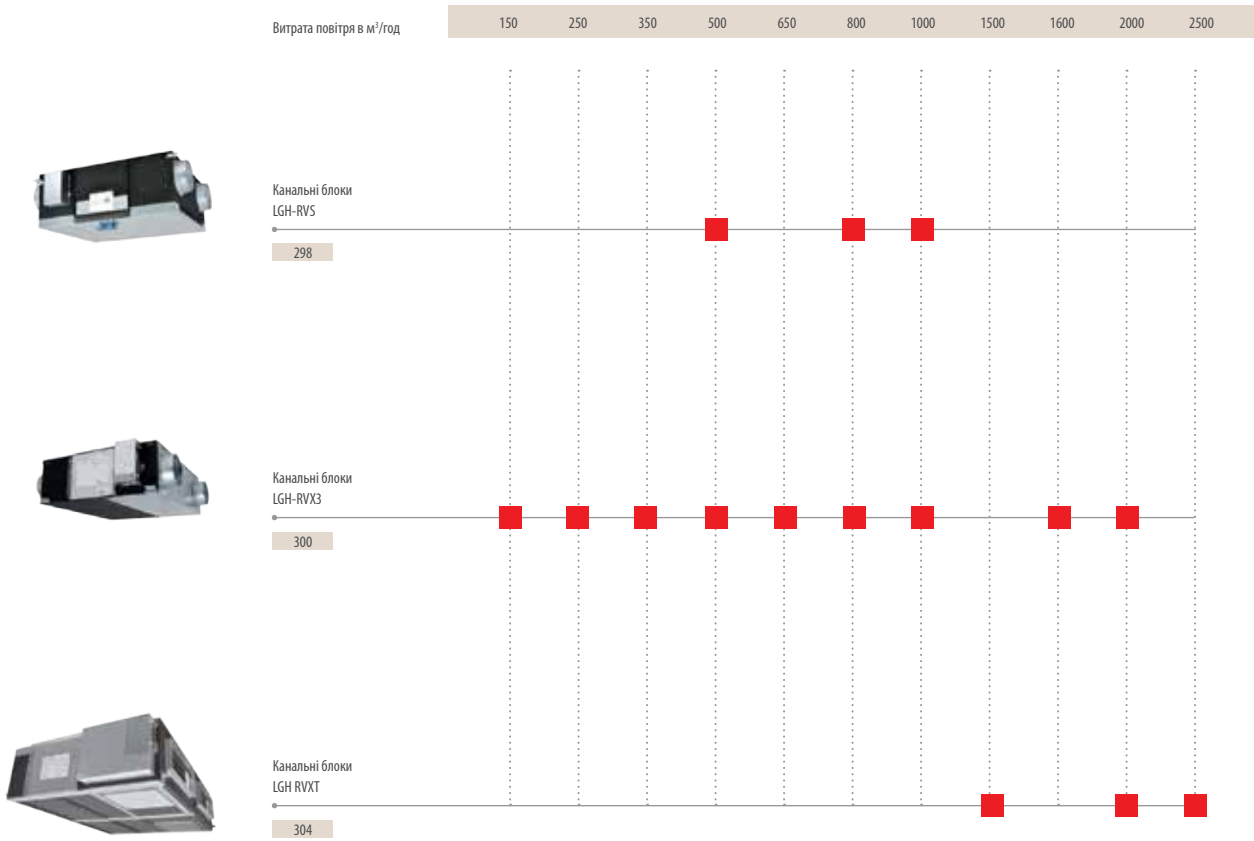 Витрата повітря в м³/год 150 250 350 500 650 800 1000 1500 1600 2000 2500
Канальні блоки
LGH-RVS
298
Канальні блоки
LGH-RVX3
300
Канальні блоки
LGH RVXT
304